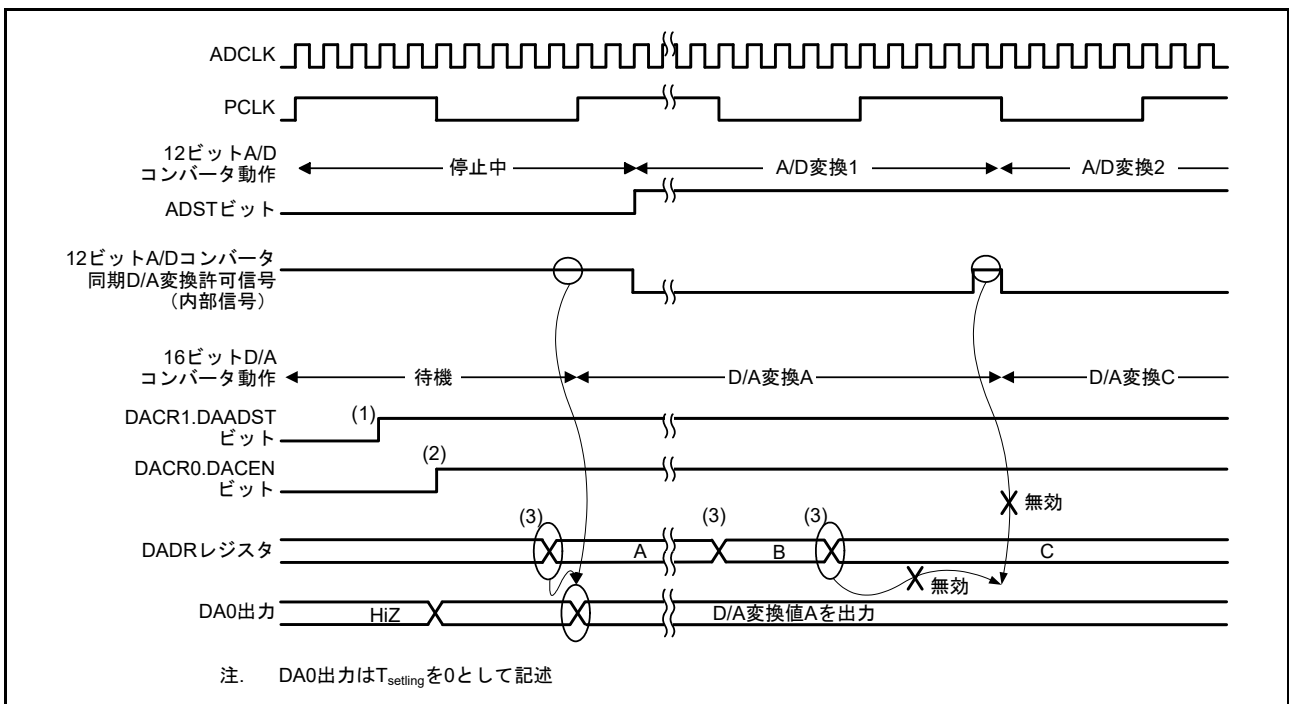 ADCLK
PCLK
12ビットA/D
コンバータ動作
停止中
A/D変換1
A/D変換2
ADSTビット
12ビットA/Dコンバータ
同期D/A変換許可信号
（内部信号）
16ビットD/A
コンバータ動作
待機
D/A変換A
D/A変換C
DACR1.DAADST
ビット
(1)
DACR0.DACEN
ビット
(2)
無効
(3)
(3)
(3)
DADRレジスタ
A
B
C
無効
DA0出力
HiZ
D/A変換値Aを出力
注. DA0出力はTsetlingを0として記述